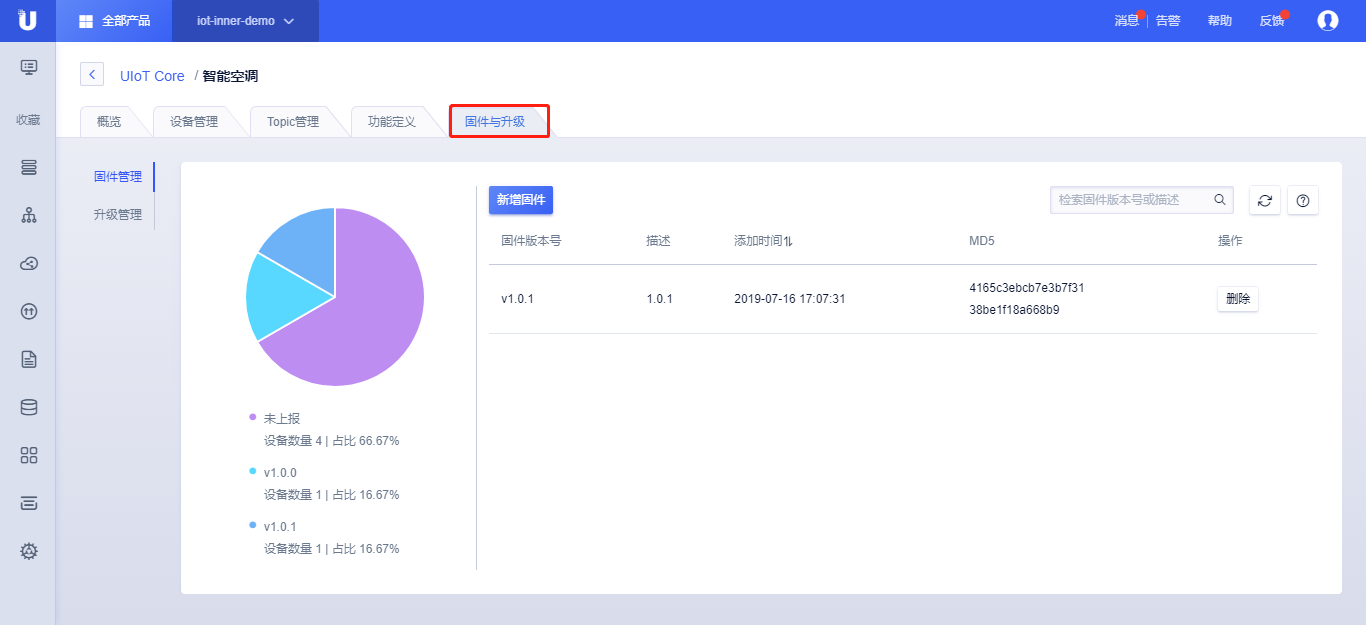 全部产品
iot-inner-demo
消息
告警
帮助
反馈
收藏
UIoT Core / 智能空调
概览
设备管理
Topic管理
功能定义
固件与升级
固件管理
升级管理
未上报
设备数量 4 | 占比 66.67%
v1.0.0
设备数量 1 | 占比 16.67%
v1.0.1
设备数量 1 | 占比 16.67%
新增固件
检索固件版本号或描述
固件版本号
描述
添加时间
MD5
操作
v1.0.1
1.0.1
2019-07-16 17:07:31
4165c3ebcb7e3b7f31
38be1f18a668b9
删除